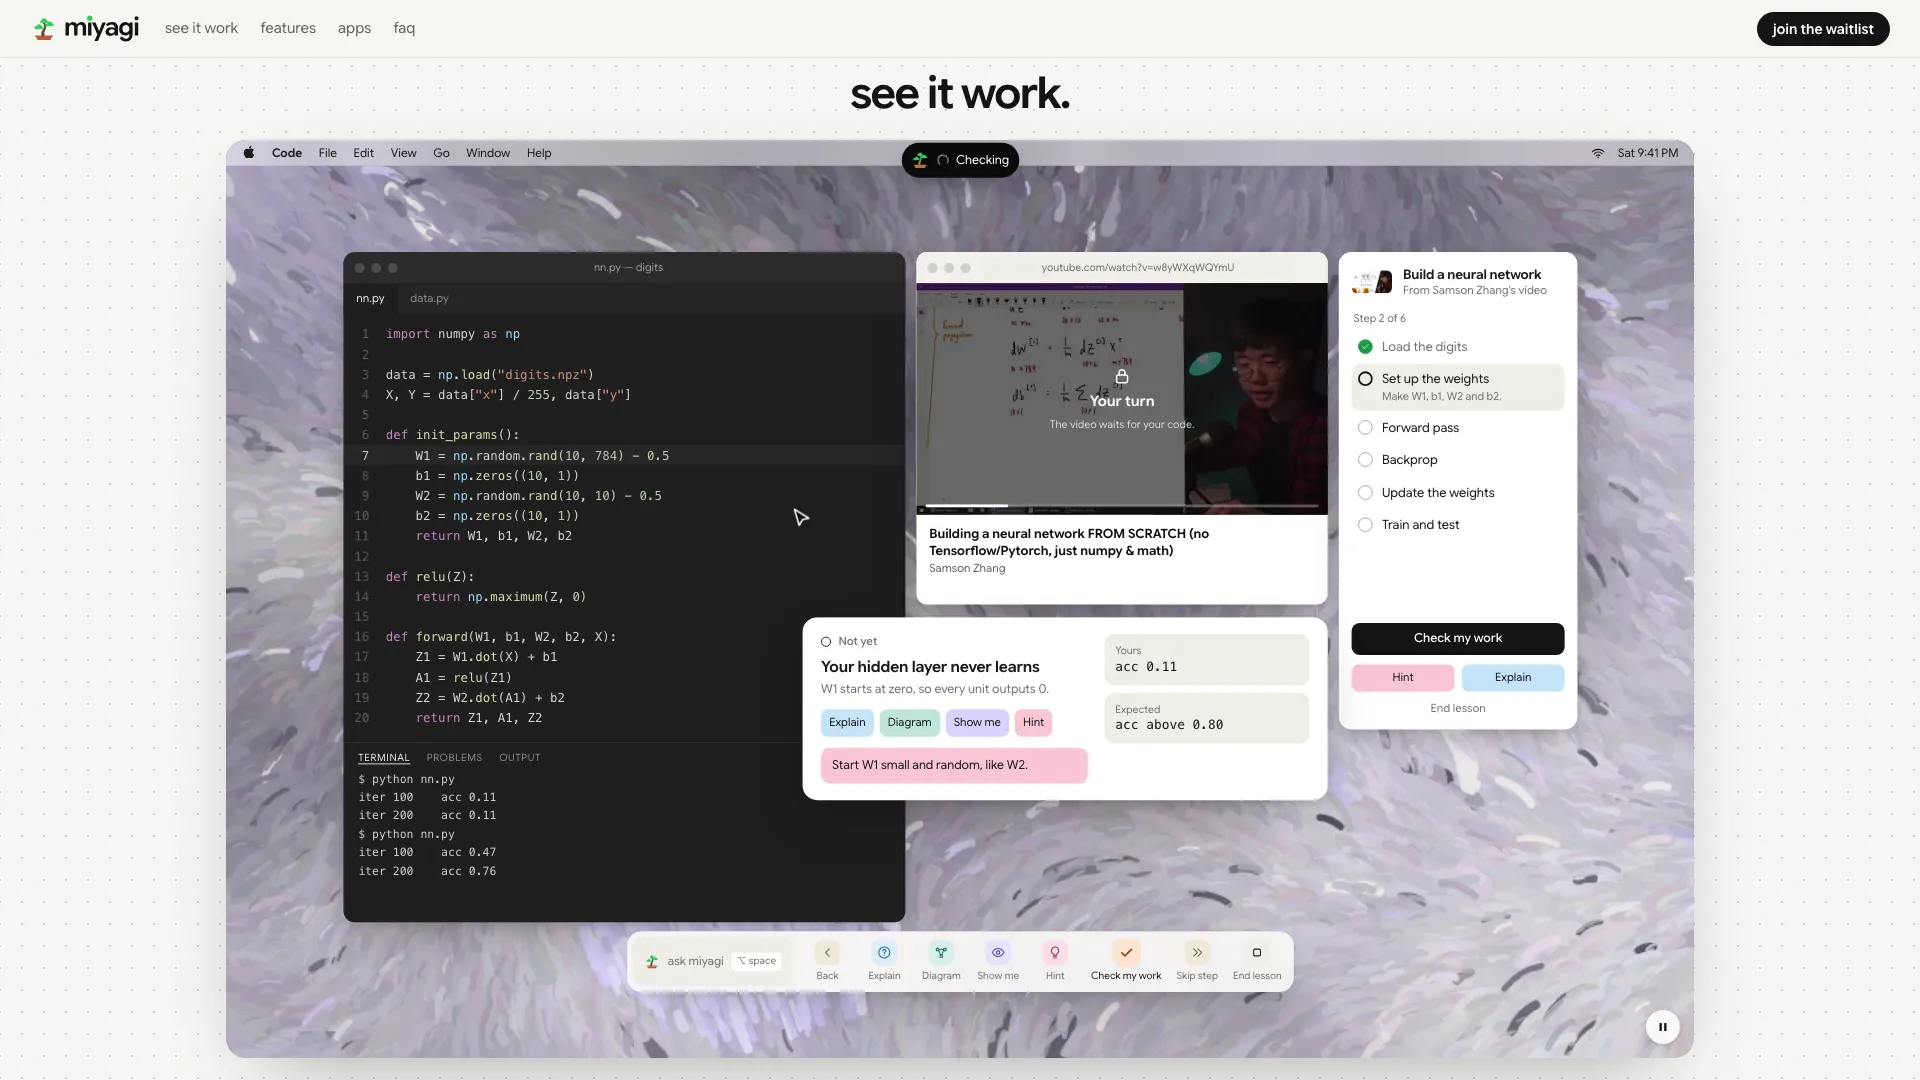 miyagi
see it work
features
apps
faq
join the waitlist
see it work.
Code File Edit View Go Window Help
Checking
Sat 9:41 PM
nn.py — digits
nn.py
data.py
1 import numpy as np
2
3 data = np.load("digits.npz")
4 X, Y = data["x"] / 255, data["y"]
5
6 def init_params():
7 W1 = np.random.rand(10, 784) - 0.5
8 b1 = np.zeros((10, 1))
9 W2 = np.random.rand(10, 10) - 0.5
10 b2 = np.zeros((10, 1))
11 return W1, b1, W2, b2
12
13 def relu(Z):
14 return np.maximum(Z, 0)
15
16 def forward(W1, b1, W2, b2, X):
17 Z1 = W1.dot(X) + b1
18 A1 = relu(Z1)
19 Z2 = W2.dot(A1) + b2
20 return Z1, A1, Z2
TERMINAL PROBLEMS OUTPUT
$ python nn.py
iter 100 acc 0.11
iter 200 acc 0.11
$ python nn.py
iter 100 acc 0.47
iter 200 acc 0.76
youtube.com/watch?v=w8yWXqWQYmU
Your turn
The video waits for your code.
Building a neural network FROM SCRATCH (no
Tensorflow/Pytorch, just numpy & math)
Samson Zhang
Not yet
Your hidden layer never learns
W1 starts at zero, so every unit outputs 0.
Explain
Diagram
Show me
Hint
Start W1 small and random, like W2.
Yours
acc 0.11
Expected
acc above 0.80
Build a neural network
From Samson Zhang's video
Step 2 of 6
Load the digits
Set up the weights
Make W1, b1, W2 and b2.
Forward pass
Backprop
Update the weights
Train and test
Check my work
Hint
Explain
End lesson
ask miyagi
⌥ space
Back
Explain
Diagram
Show me
Hint
Check my work
Skip step
End lesson